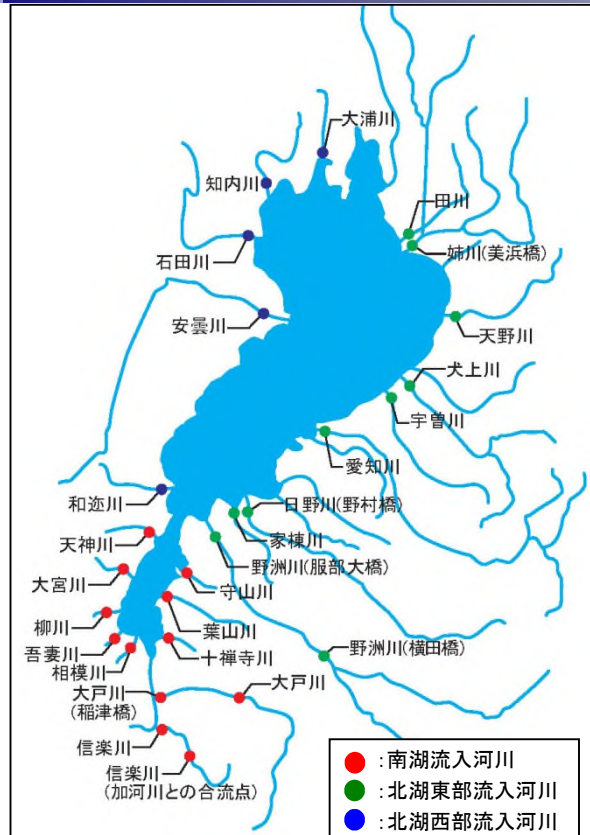 大浦川
知内川
田川
姉川(美浜橋)
石田川
安曇川
天野川
犬上川
宇曽川
愛知川
和迩川
日野川(野村橋)
天神川
家棟川
野洲川(服部大橋)
大宮川
守山川
柳川
葉山川
吾妻川
十禅寺川
野洲川(横田橋)
相模川
大戸川
(稲津橋)
大戸川
信楽川
信楽川
(加河川との合流点)
:南湖流入河川
:北湖東部流入河川
:北湖西部流入河川